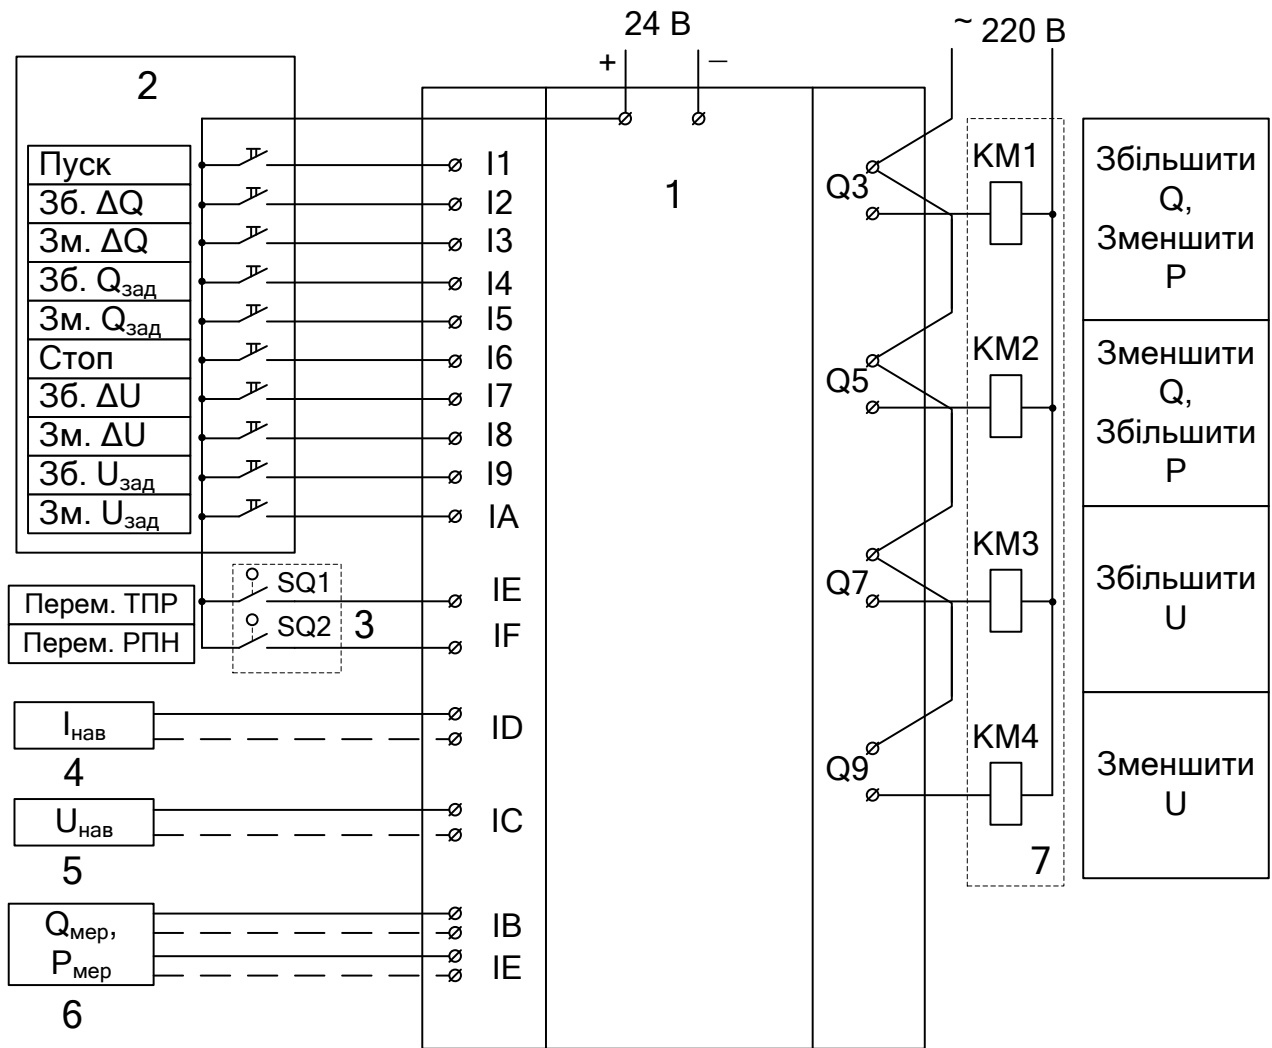 24 В
~ 220 В
+
—
2
1
Пуск
I1
Зб. ΔQ
I2
Зм. ΔQ
I3
Зб. Qзад
I4
Зм. Qзад
I5
Стоп
I6
Зб. ΔU
I7
Зм. ΔU
I8
Зб. Uзад
I9
Зм. Uзад
IA
Перем. ТПР
SQ1
IE
Перем. РПН
SQ2
3
IF
Iнав
ID
4
Uнав
IC
5
Qмер,
Pмер
IB
IE
6
Q3
KM1
Збільшити
Q,
Зменшити
P
Q5
KM2
Зменшити
Q,
Збільшити
P
Q7
KM3
Збільшити
U
Q9
KM4
Зменшити
U
7